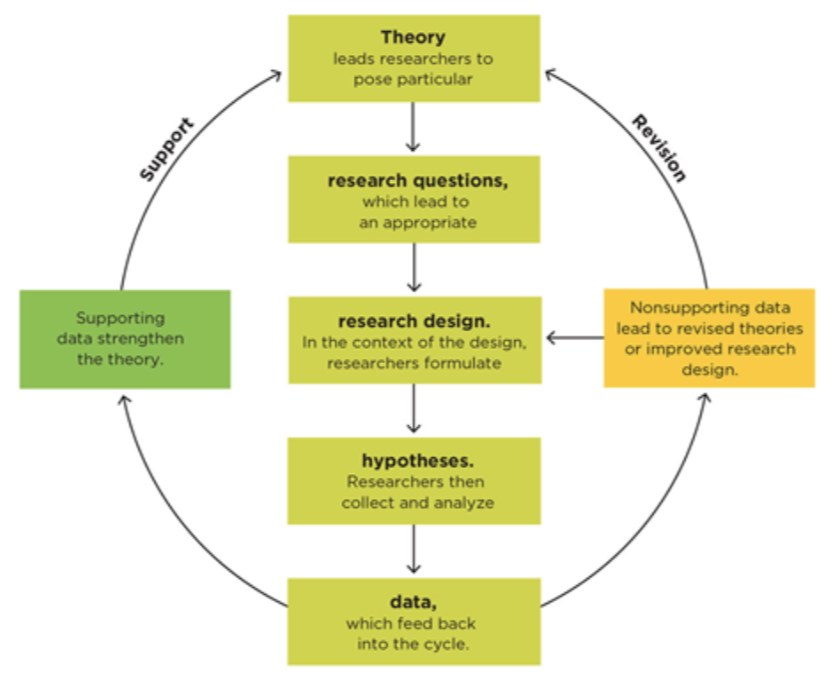 Theory
leads researchers to
pose particular
Support
Revision
research questions,
which lead to
an appropriate
Supporting
data strengthen
the theory.
research design.
In the context of the design,
researchers formulate
Nonsupporting data
lead to revised theories
or improved research
design.
hypotheses.
Researchers then
collect and analyze
data,
which feed back
into the cycle.